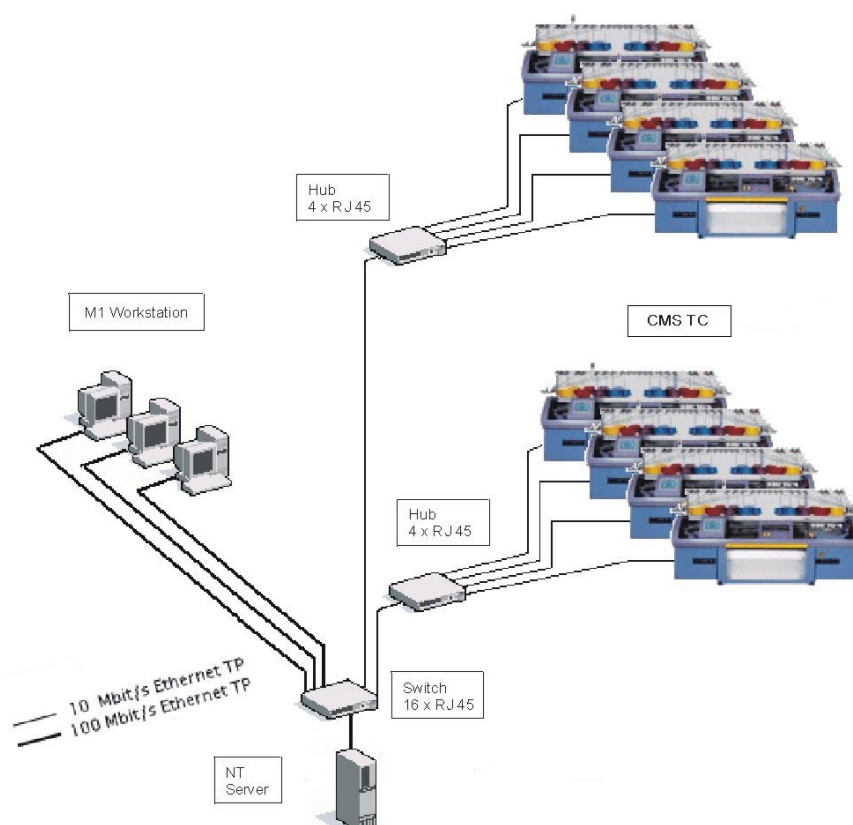 Hub
4 x RJ45
M1 Workstation
CMS TC
Hub
4 x RJ45
10 Mbit/s Ethernet TP
100 Mbit/s Ethernet TP
Switch
16 x RJ45
NT
Server